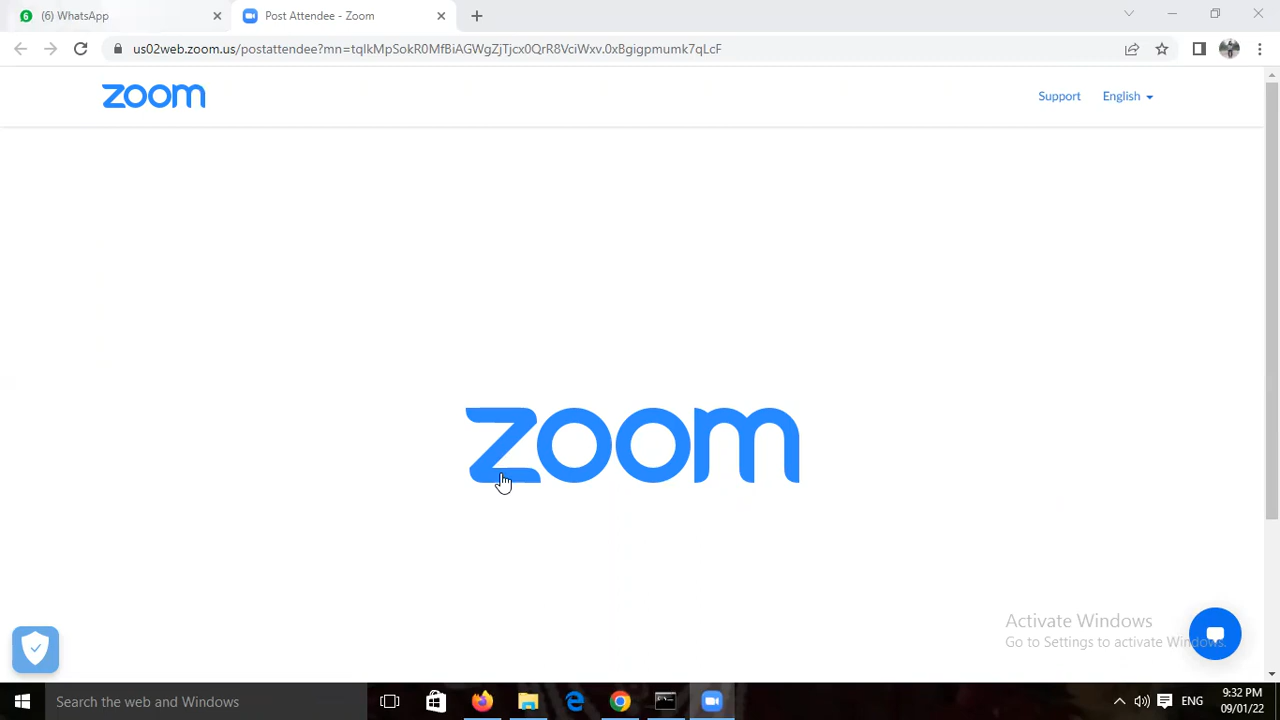 6 (6) WhatsApp
Post Attendee - Zoom
us02web.zoom.us/postattendee?mn=tqlkMpSokR0MfBiAGWgZjTjcx0QrR8VciWxv.0xBgigpmumk7qLcF
zoom
Support
English
zoom
Activate Windows
Go to Settings to activate Windows.
Search the web and Windows
ENG
9:32 PM
09/01/22